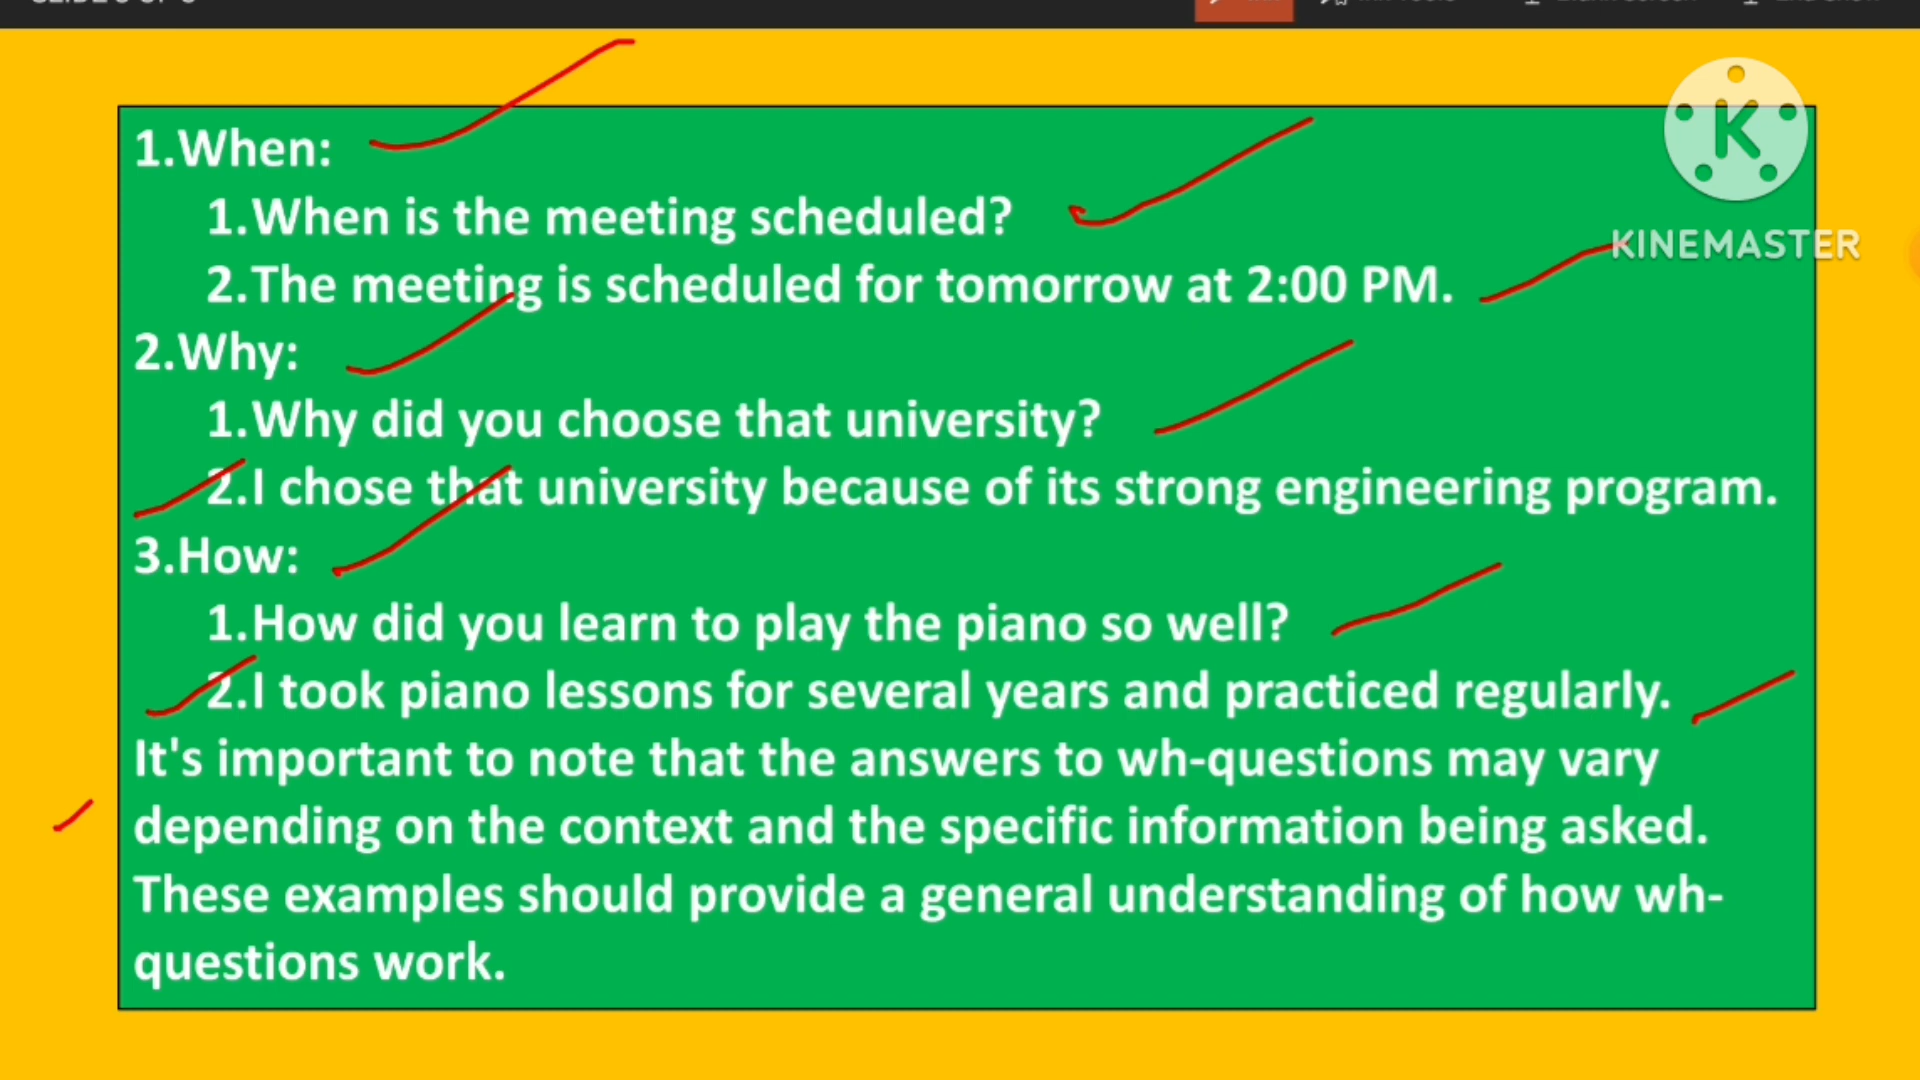 1.When:
1.When is the meeting scheduled?
2.The meeting is scheduled for tomorrow at 2:00 PM.
2.Why:
1.Why did you choose that university?
2.I chose that university because of its strong engineering program.
3.How:
1.How did you learn to play the piano so well?
2.I took piano lessons for several years and practiced regularly.
It's important to note that the answers to wh-questions may vary
depending on the context and the specific information being asked.
These examples should provide a general understanding of how wh-
questions work.
K
KINEMASTER